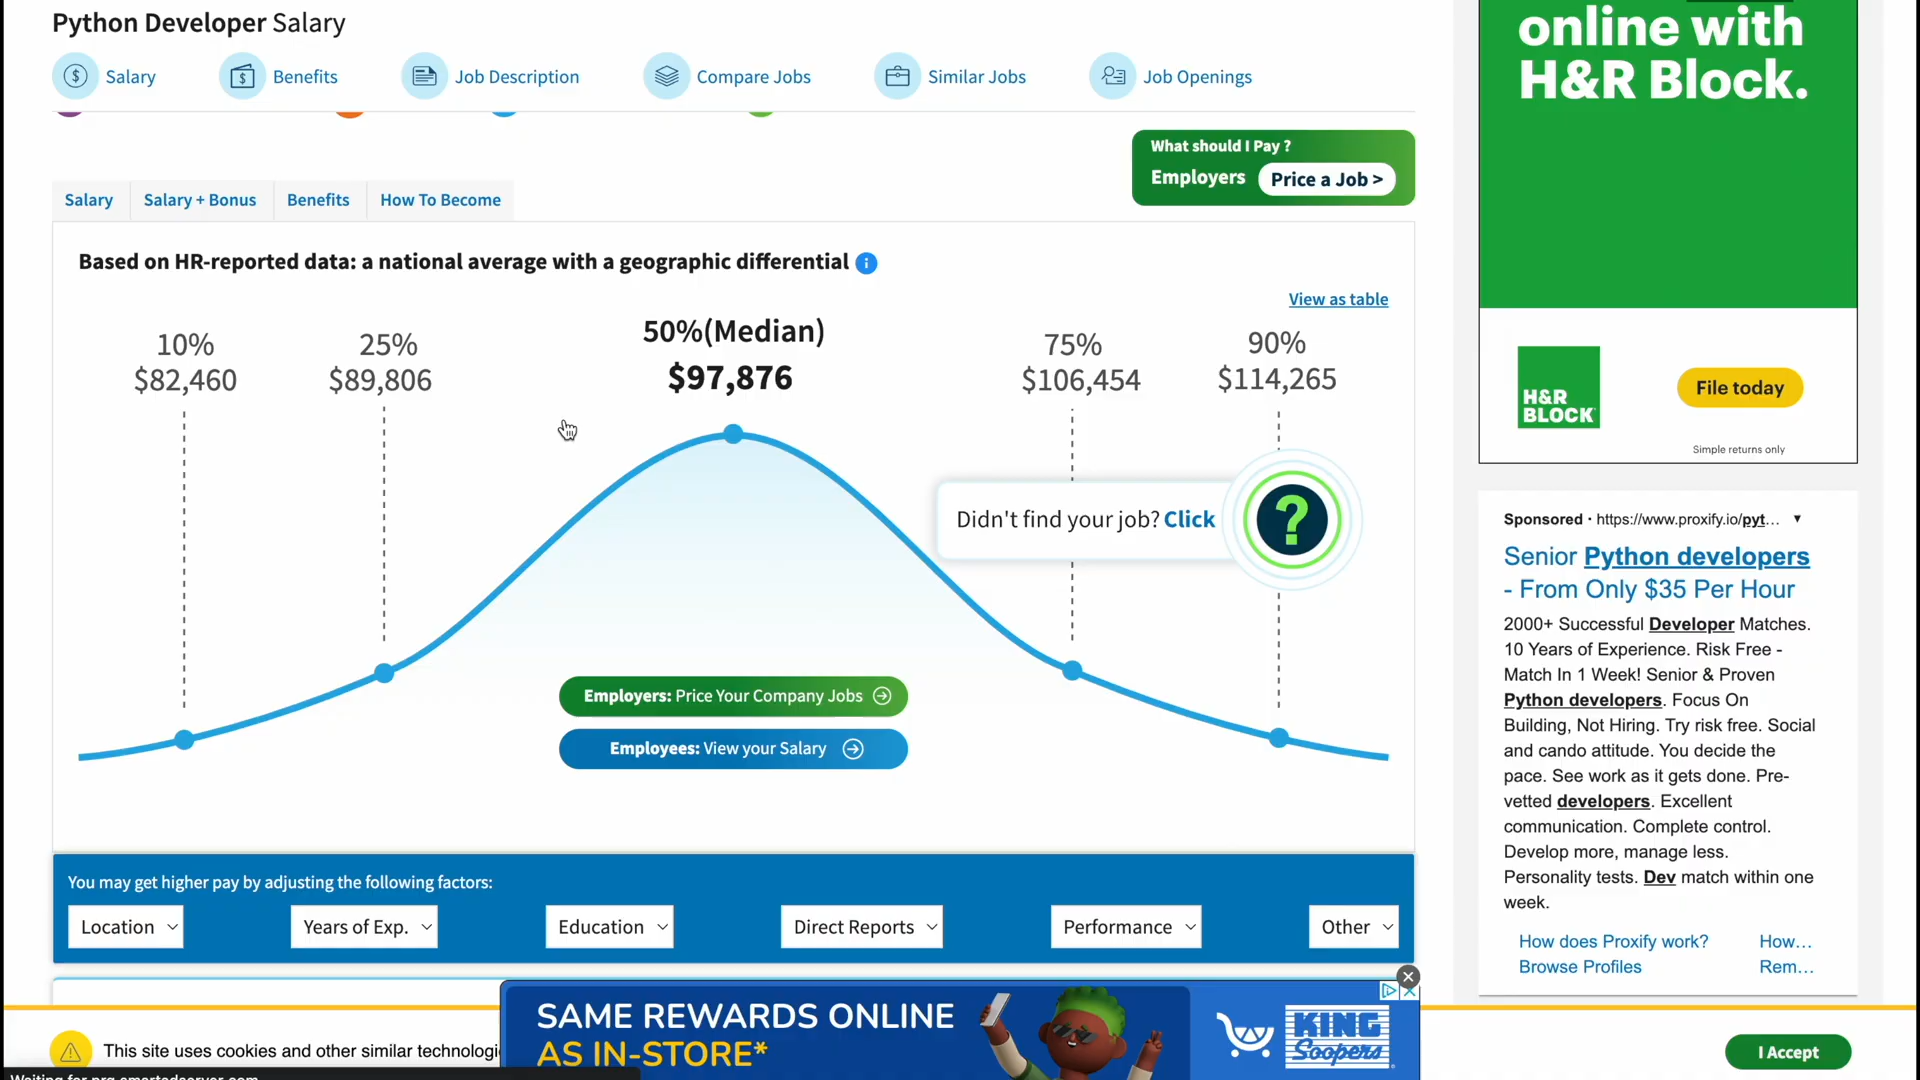 online with
H&R Block.
Python Developer Salary
Salary
Benefits
Job Description
Compare Jobs
Similar Jobs
Job Openings
What should I Pay ?
Employers Price a Job >
Salary
Salary + Bonus
Benefits
How To Become
Based on HR-reported data: a national average with a geographic differential
View as table
10%
$82,460
25%
$89,806
50%(Median)
$97,876
75%
$106,454
90%
$114,265
Didn't find your job? Click
?
Employers: Price Your Company Jobs
Employees: View your Salary
You may get higher pay by adjusting the following factors:
Location
Years of Exp.
Education
Direct Reports
Performance
Other
H&R
BLOCK
File today
Simple returns only
Sponsored · https://www.proxify.io/pyt...
Senior Python developers
- From Only $35 Per Hour
2000+ Successful Developer Matches.
10 Years of Experience. Risk Free -
Match In 1 Week! Senior & Proven
Python developers. Focus On
Building, Not Hiring. Try risk free. Social
and cando attitude. You decide the
pace. See work as it gets done. Pre-
vetted developers. Excellent
communication. Complete control.
Develop more, manage less.
Personality tests. Dev match within one
week.
How does Proxify work?
How...
Browse Profiles
Rem...
SAME REWARDS ONLINE
AS IN-STORE*
KING
Soopers
This site uses cookies and other similar technologi
I Accept